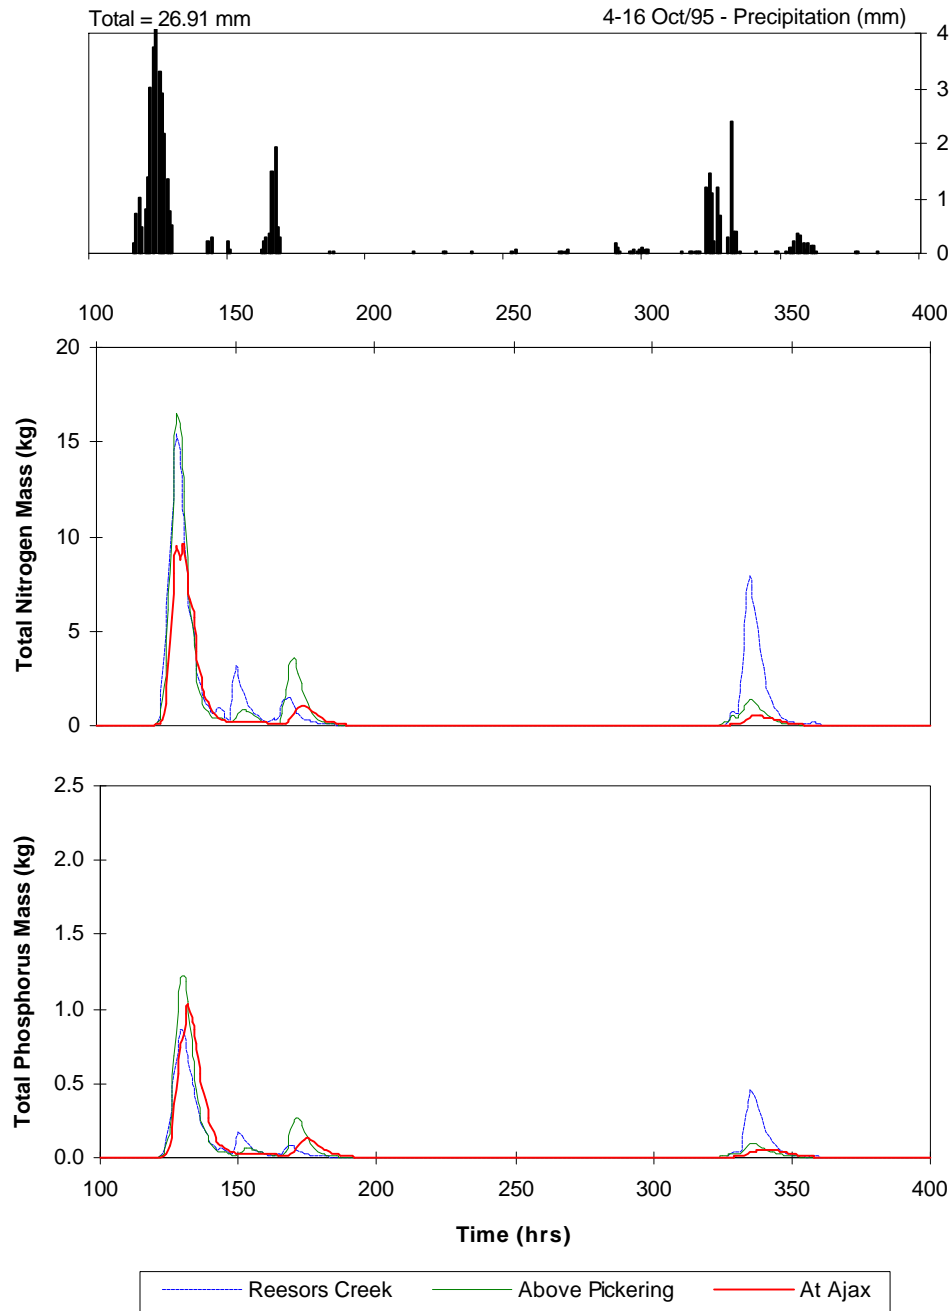 Total = 26.91 mm
4-16 Oct/95 - Precipitation (mm)
4
3
2
1
0
100 150 200 250 300 350 400
20
15
10
5
0
Total Nitrogen Mass (kg)
2.5
2.0
1.5
1.0
0.5
0.0
Total Phosphorus Mass (kg)
100 150 200 250 300 350 400
Time (hrs)
Reesors Creek Above Pickering At Ajax